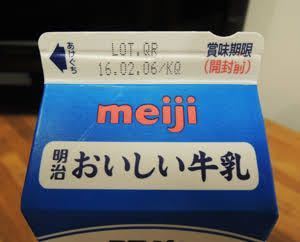 あけぐち
LOT.QR
16.02.06/KQ
賞味期限
(開封前)
meiji
明治おいしい牛乳